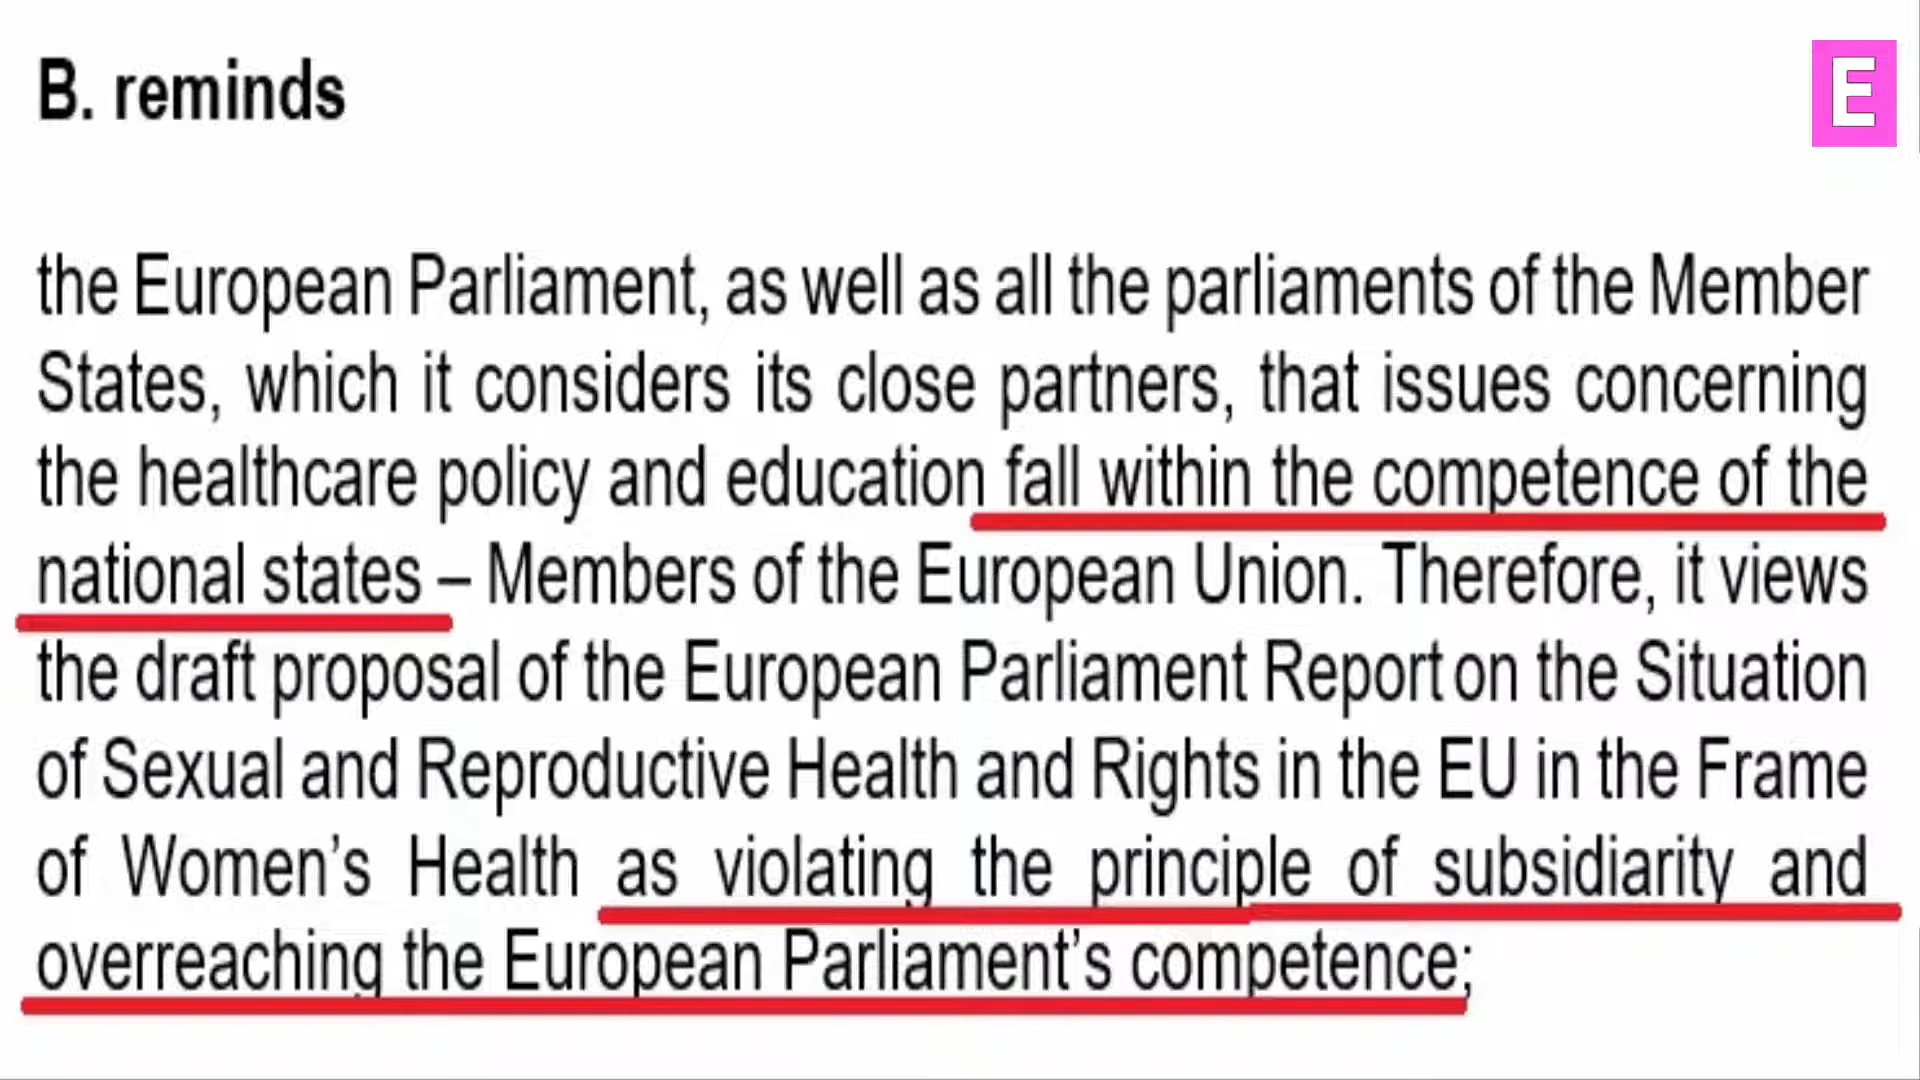 B. reminds
E
the European Parliament, as well as all the parliaments of the Member
States, which it considers its close partners, that issues concerning
the healthcare policy and education fall within the competence of the
national states – Members of the European Union. Therefore, it views
the draft proposal of the European Parliament Report on the Situation
of Sexual and Reproductive Health and Rights in the EU in the Frame
of Women’s Health as violating the principle of subsidiarity and
overreaching the European Parliament’s competence;